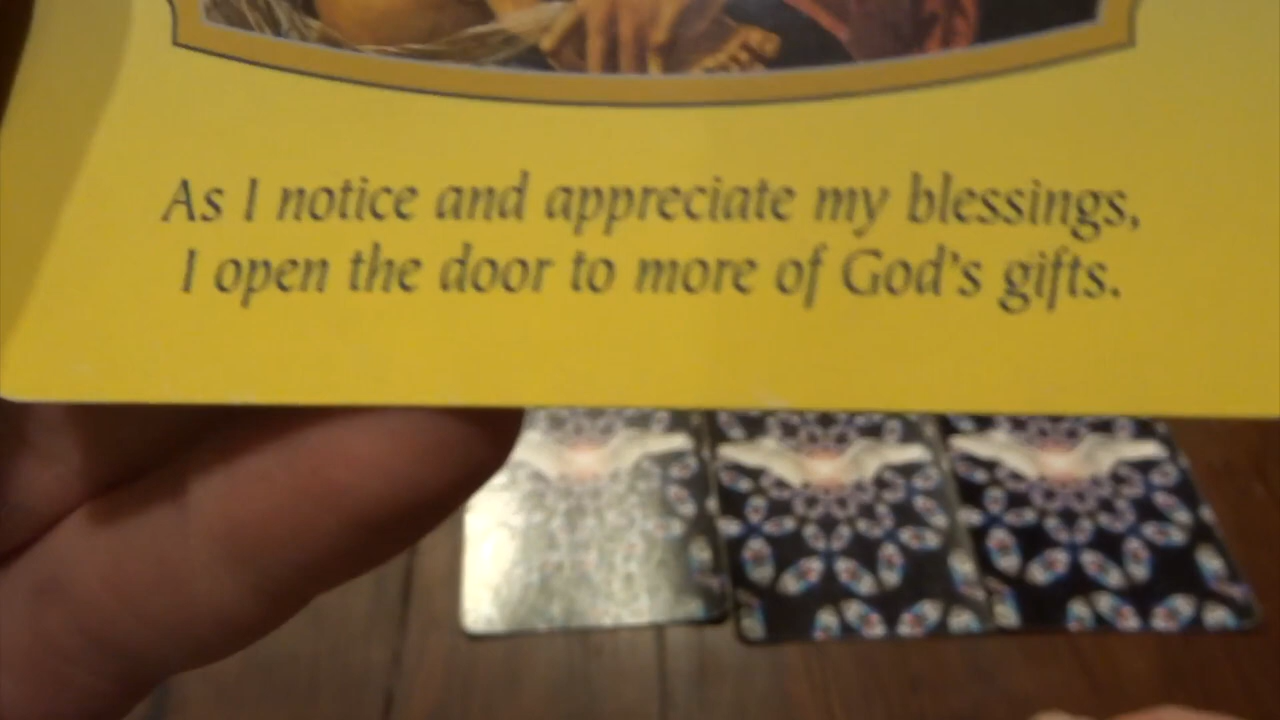 As I notice and appreciate my blessings,
I open the door to more of God's gifts.